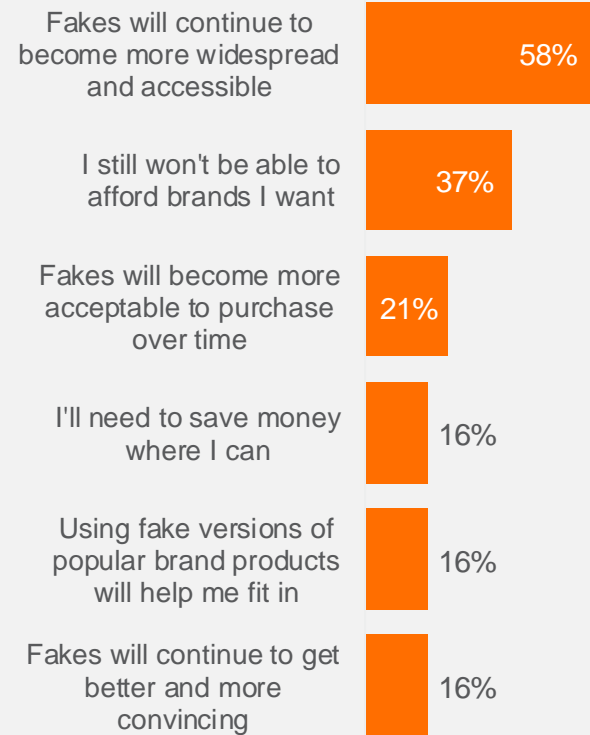 Fakes will continue to
become more widespread
and accessible
58%
I still won't be able to
afford brands I want
37%
Fakes will become more
acceptable to purchase
over time
21%
I'll need to save money
where I can
16%
Using fake versions of
popular brand products
will help me fit in
16%
Fakes will continue to get
better and more
convincing
16%